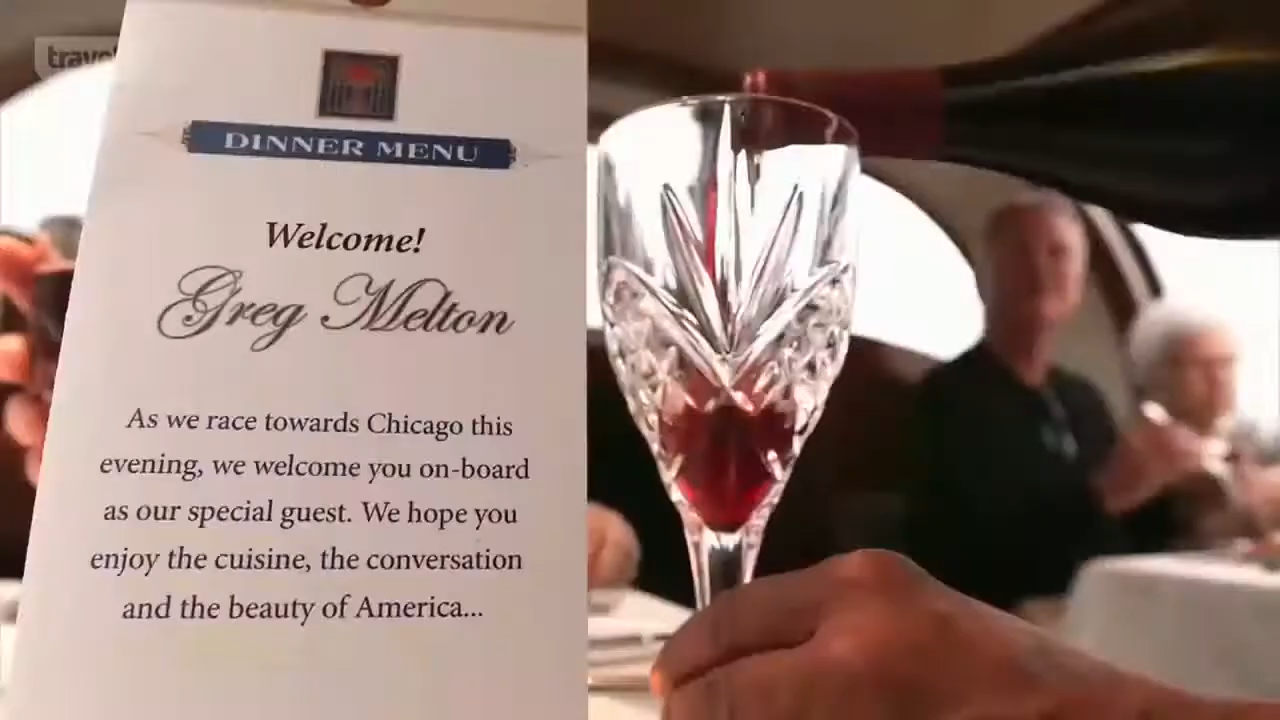 travel
DINNER MENU
Welcome!
Greg Melton
As we race towards Chicago this
evening, we welcome you on-board
as our special guest. We hope you
enjoy the cuisine, the conversation
and the beauty of America...